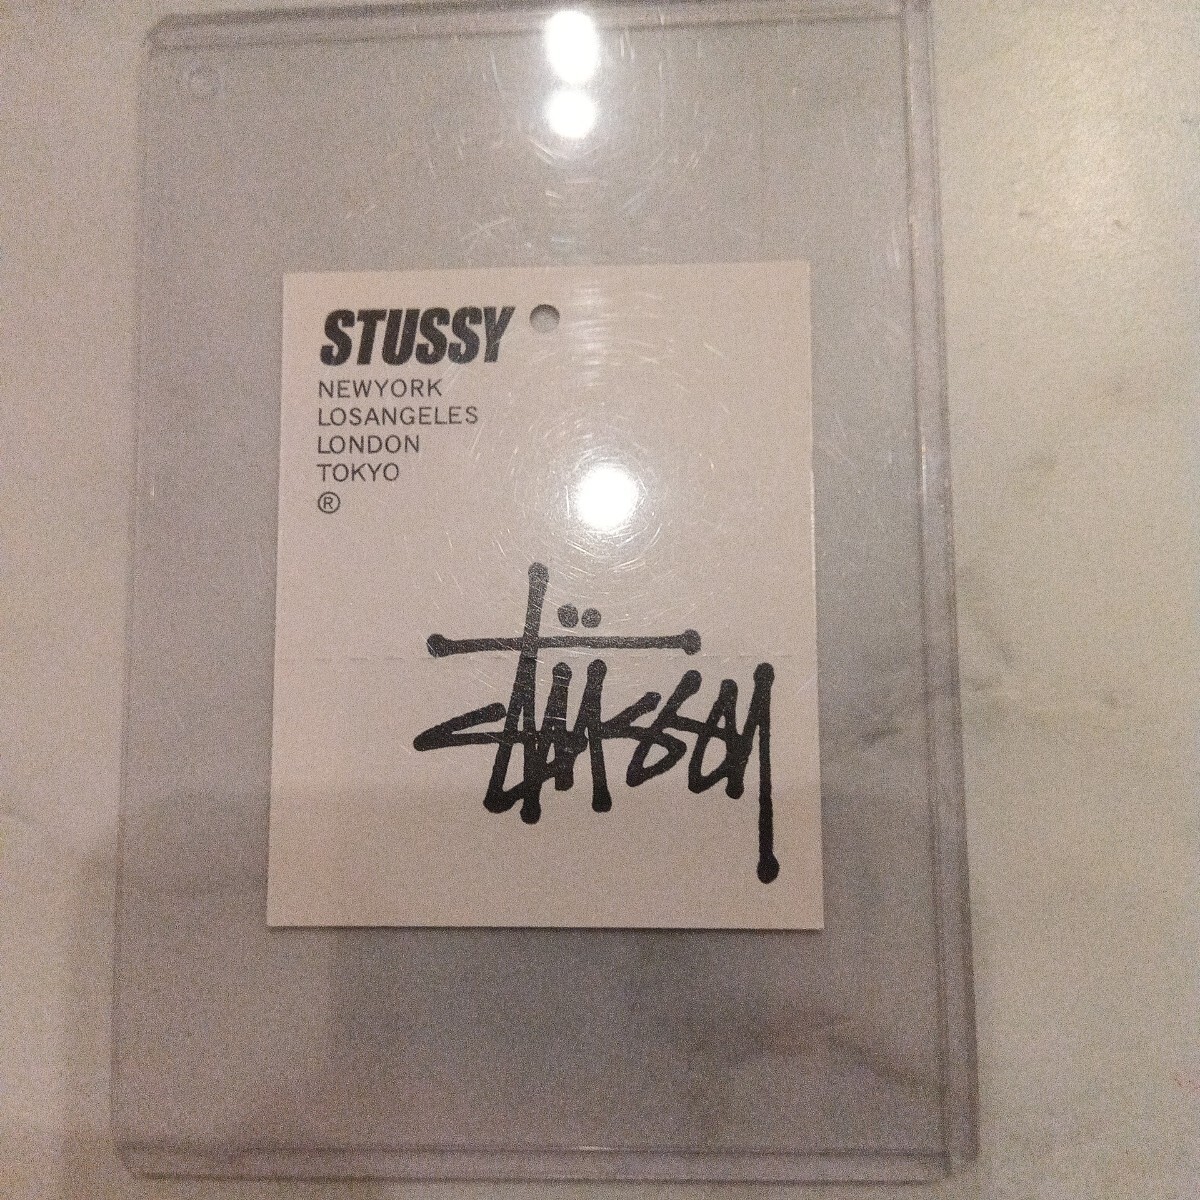 STUSSY
NEWYORK
LOSANGELES
LONDON
TOKYO
®
Stüssy